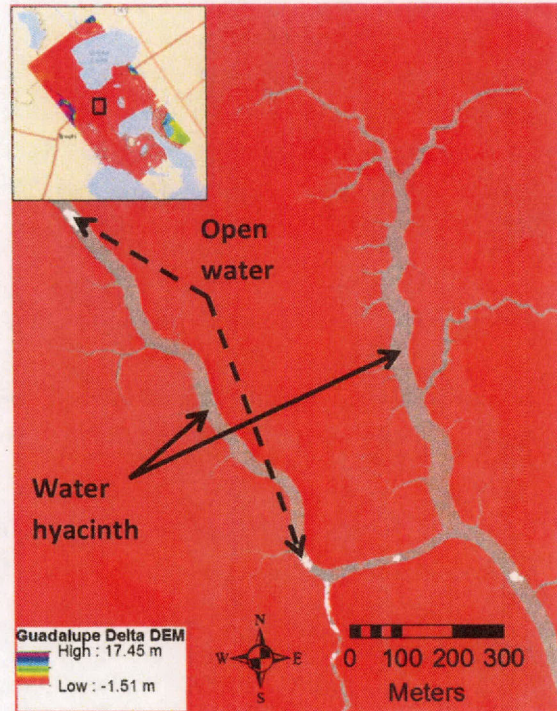 Open
water
Water
hyacinth
Guadalupe Delta DEM
High : 17.45 m
Low : -1.51 m
N
W E
S
0 100 200 300
Meters